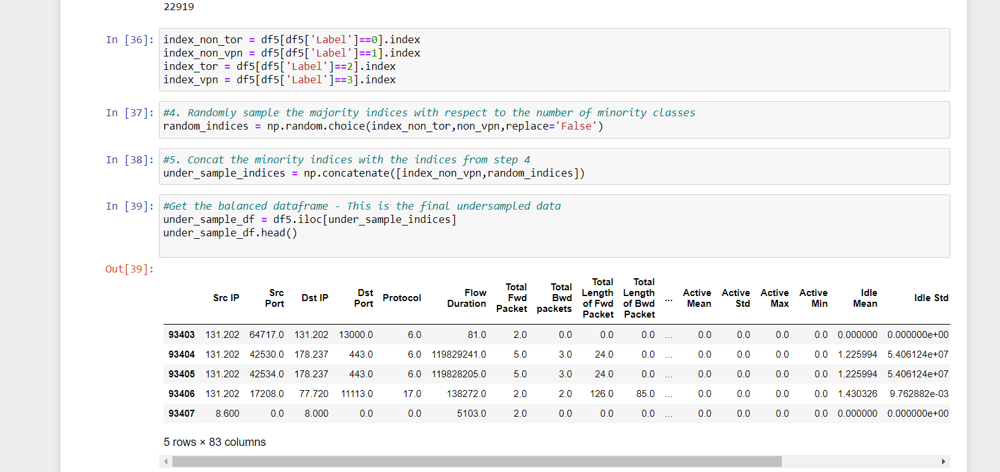 22919
In [36]: index_non_tor = df5[df5['Label']==0].index
index_non_vpn = df5[df5['Label']==1].index
index_tor = df5[df5['Label']==2].index
index_vpn = df5[df5['Label']==3].index
In [37]: #4. Randomly sample the majority indices with respect to the number of minority classes
random_indices = np.random.choice(index_non_tor,non_vpn,replace='False')
In [38]: #5. Concat the minority indices with the indices from step 4
under_sample_indices = np.concatenate([index_non_vpn,random_indices])
In [39]: #Get the balanced dataframe - This is the final undersampled data
under_sample_df = df5.iloc[under_sample_indices]
under_sample_df.head()
Out[39]:
Src IP Src Port Dst IP Dst Port Protocol Flow Duration Total Fwd Packet Total Bwd packets Total Length of Fwd Packet Total Length of Bwd Packet ... Active Mean Active Std Active Max Active Min Idle Mean Idle Std
93403 131.202 64717.0 131.202 13000.0 6.0 81.0 2.0 0.0 0.0 0.0 ... 0.0 0.0 0.0 0.0 0.000000 0.000000e+00
93404 131.202 42530.0 178.237 443.0 6.0 119829241.0 5.0 3.0 24.0 0.0 ... 0.0 0.0 0.0 0.0 1.225994 5.406124e+07
93405 131.202 42534.0 178.237 443.0 6.0 119828205.0 5.0 3.0 24.0 0.0 ... 0.0 0.0 0.0 0.0 1.225994 5.406124e+07
93406 131.202 17208.0 77.720 11113.0 17.0 138272.0 2.0 2.0 126.0 85.0 ... 0.0 0.0 0.0 0.0 1.430326 9.762882e-03
93407 8.600 0.0 8.000 0.0 0.0 5103.0 2.0 0.0 0.0 0.0 ... 0.0 0.0 0.0 0.0 0.000000 0.000000e+00
5 rows × 83 columns